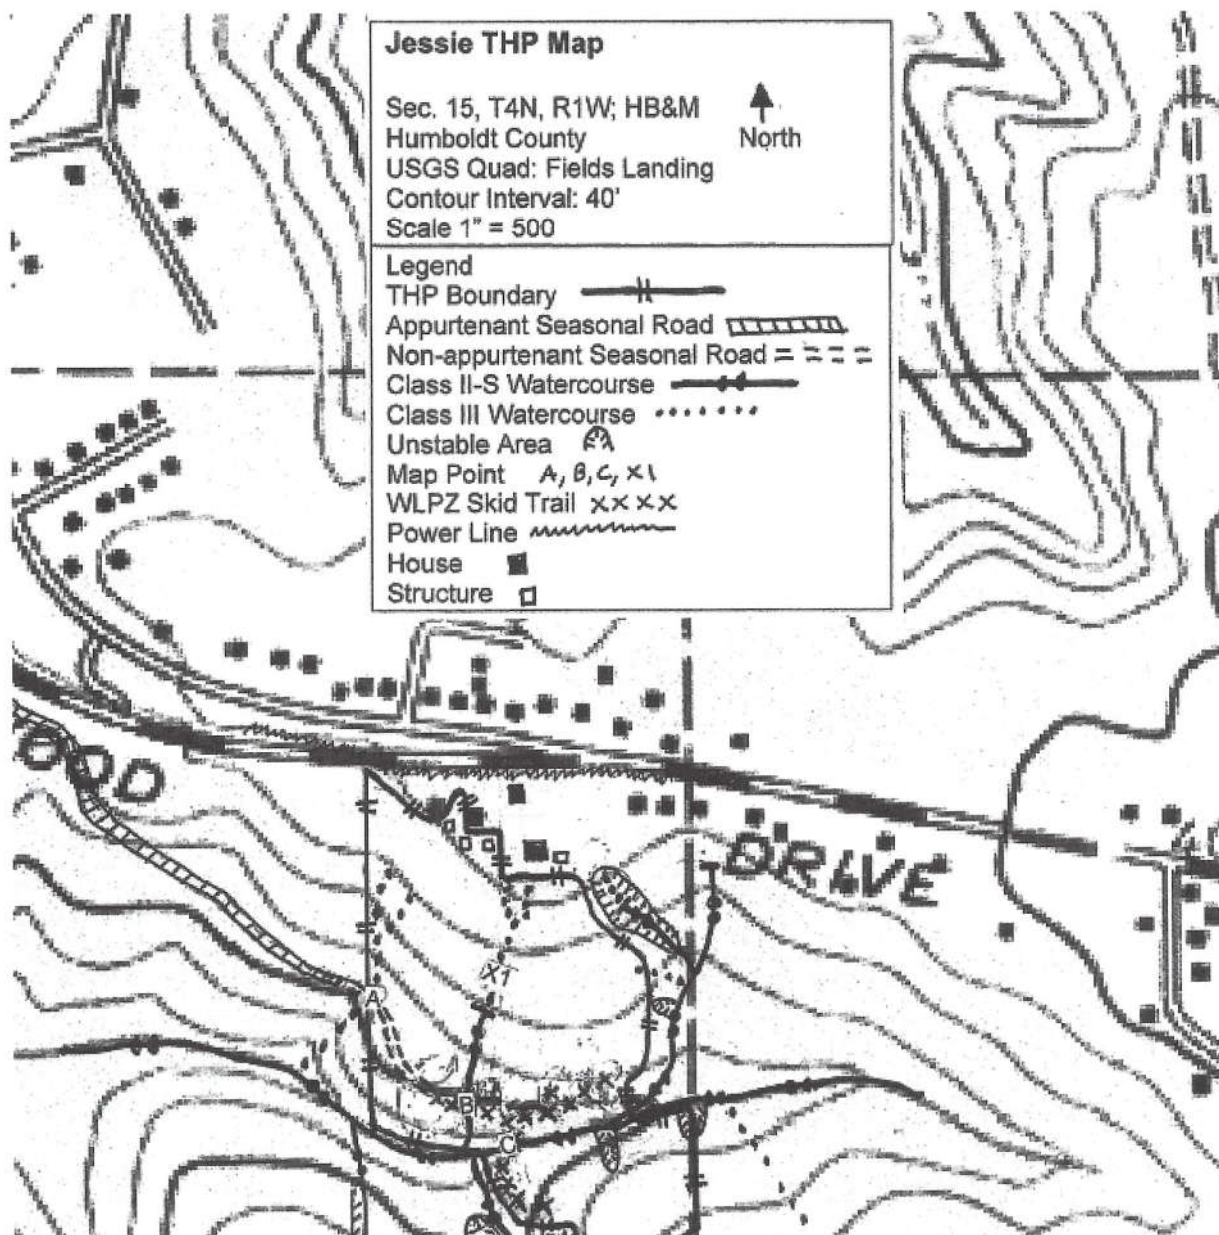 Jessie THP Map
Sec. 15, T4N, R1W; HB&M
Humboldt County
North
USGS Quad: Fields Landing
Contour Interval: 40'
Scale 1" = 500
Legend
THP Boundary
Appurtenant Seasonal Road
Non-appurtenant Seasonal Road
Class II-S Watercourse
Class III Watercourse
Unstable Area
Map Point A, B, C, X1
WLPZ Skid Trail XXXX
Power Line
House
Structure
OOD
DRIVE
X1
A
B
C